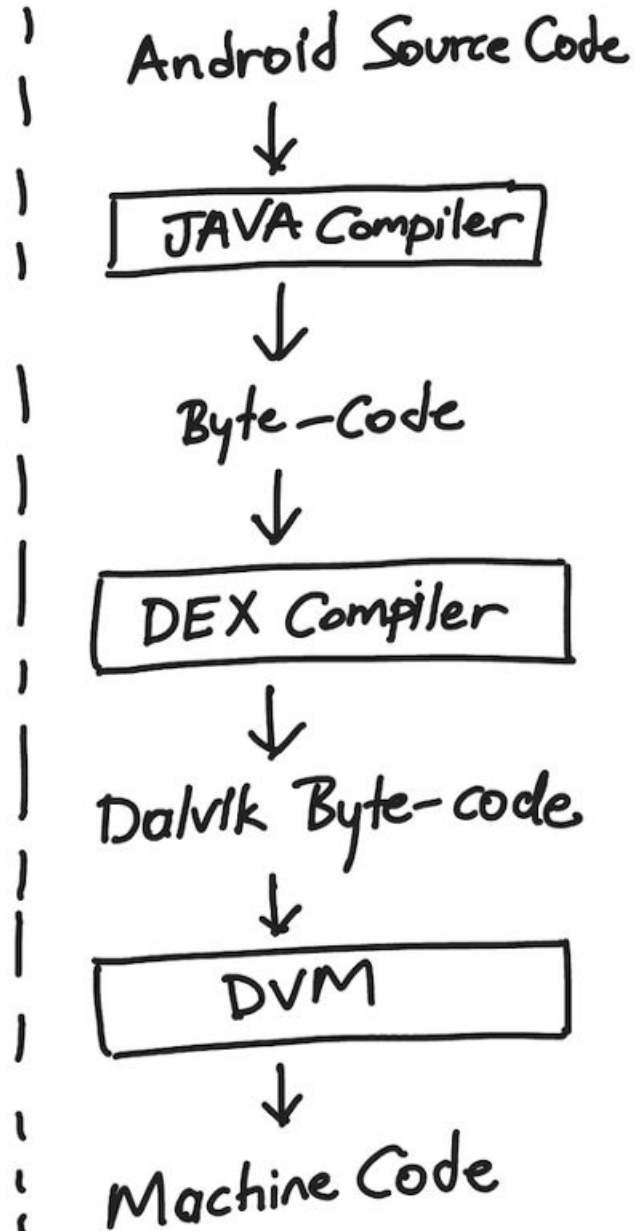 Android Source Code
JAVA Compiler
Byte-Code
DEX Compiler
Dalvik Byte-code
DVM
Machine Code